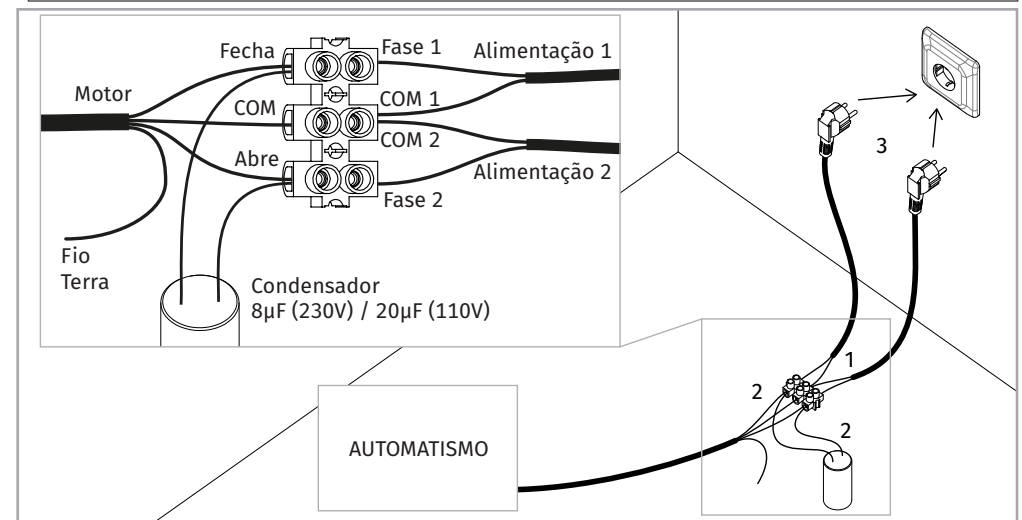 Fecha
Fase 1
Alimentação 1
Motor
COM
COM 1
COM 2
Abre
Alimentação 2
Fase 2
Fio
Terra
Condensador
8µF (230V) / 20µF (110V)
3
1
2
2
AUTOMATISMO